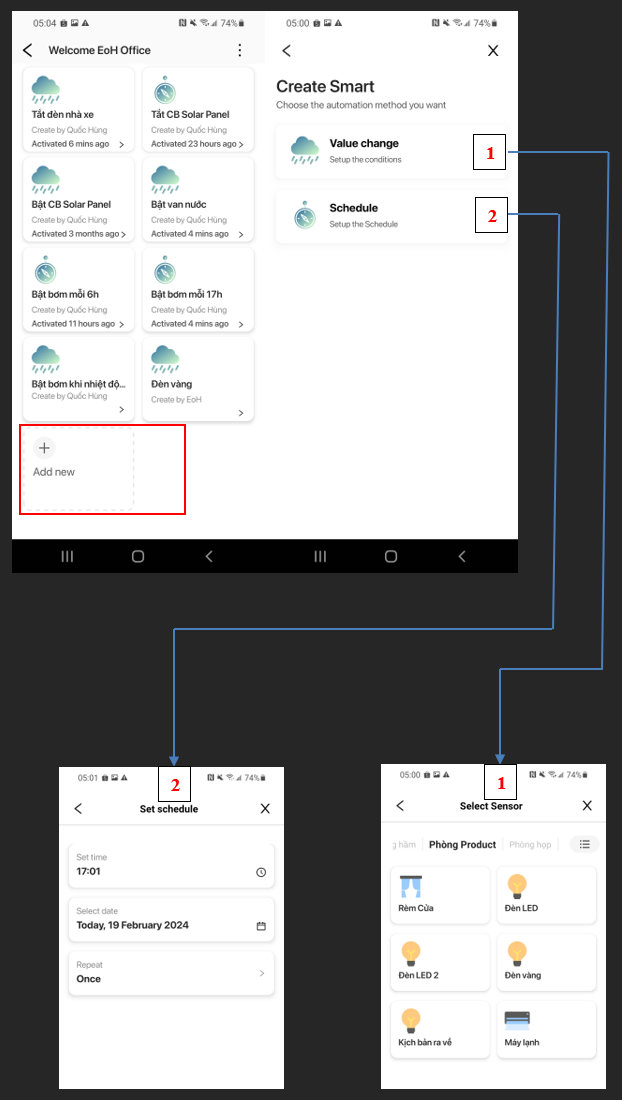 05:04
74%
Welcome EoH Office
Tắt đèn nhà xe
Create by Quốc Hùng
Activated 6 mins ago
Tắt CB Solar Panel
Create by Quốc Hùng
Activated 23 hours ago
Bật CB Solar Panel
Create by Quốc Hùng
Activated 3 months ago
Bật van nước
Create by Quốc Hùng
Activated 4 mins ago
Bật bơm mỗi 6h
Create by Quốc Hùng
Activated 11 hours ago
Bật bơm mỗi 17h
Create by Quốc Hùng
Activated 4 mins ago
Bật bơm khi nhiệt độ...
Create by Quốc Hùng
Đèn vàng
Create by EoH
Add new
05:00
74%
Create Smart
Choose the automation method you want
Value change
Setup the conditions
1
Schedule
Setup the Schedule
2
05:01
74%
2
Set schedule
Set time
17:01
Select date
Today, 19 February 2024
Repeat
Once
05:00
74%
1
Select Sensor
g hầm
Phòng Product
Phòng họp
Rèm Cửa
Đèn LED
Đèn LED 2
Đèn vàng
Kịch bản ra về
Máy lạnh